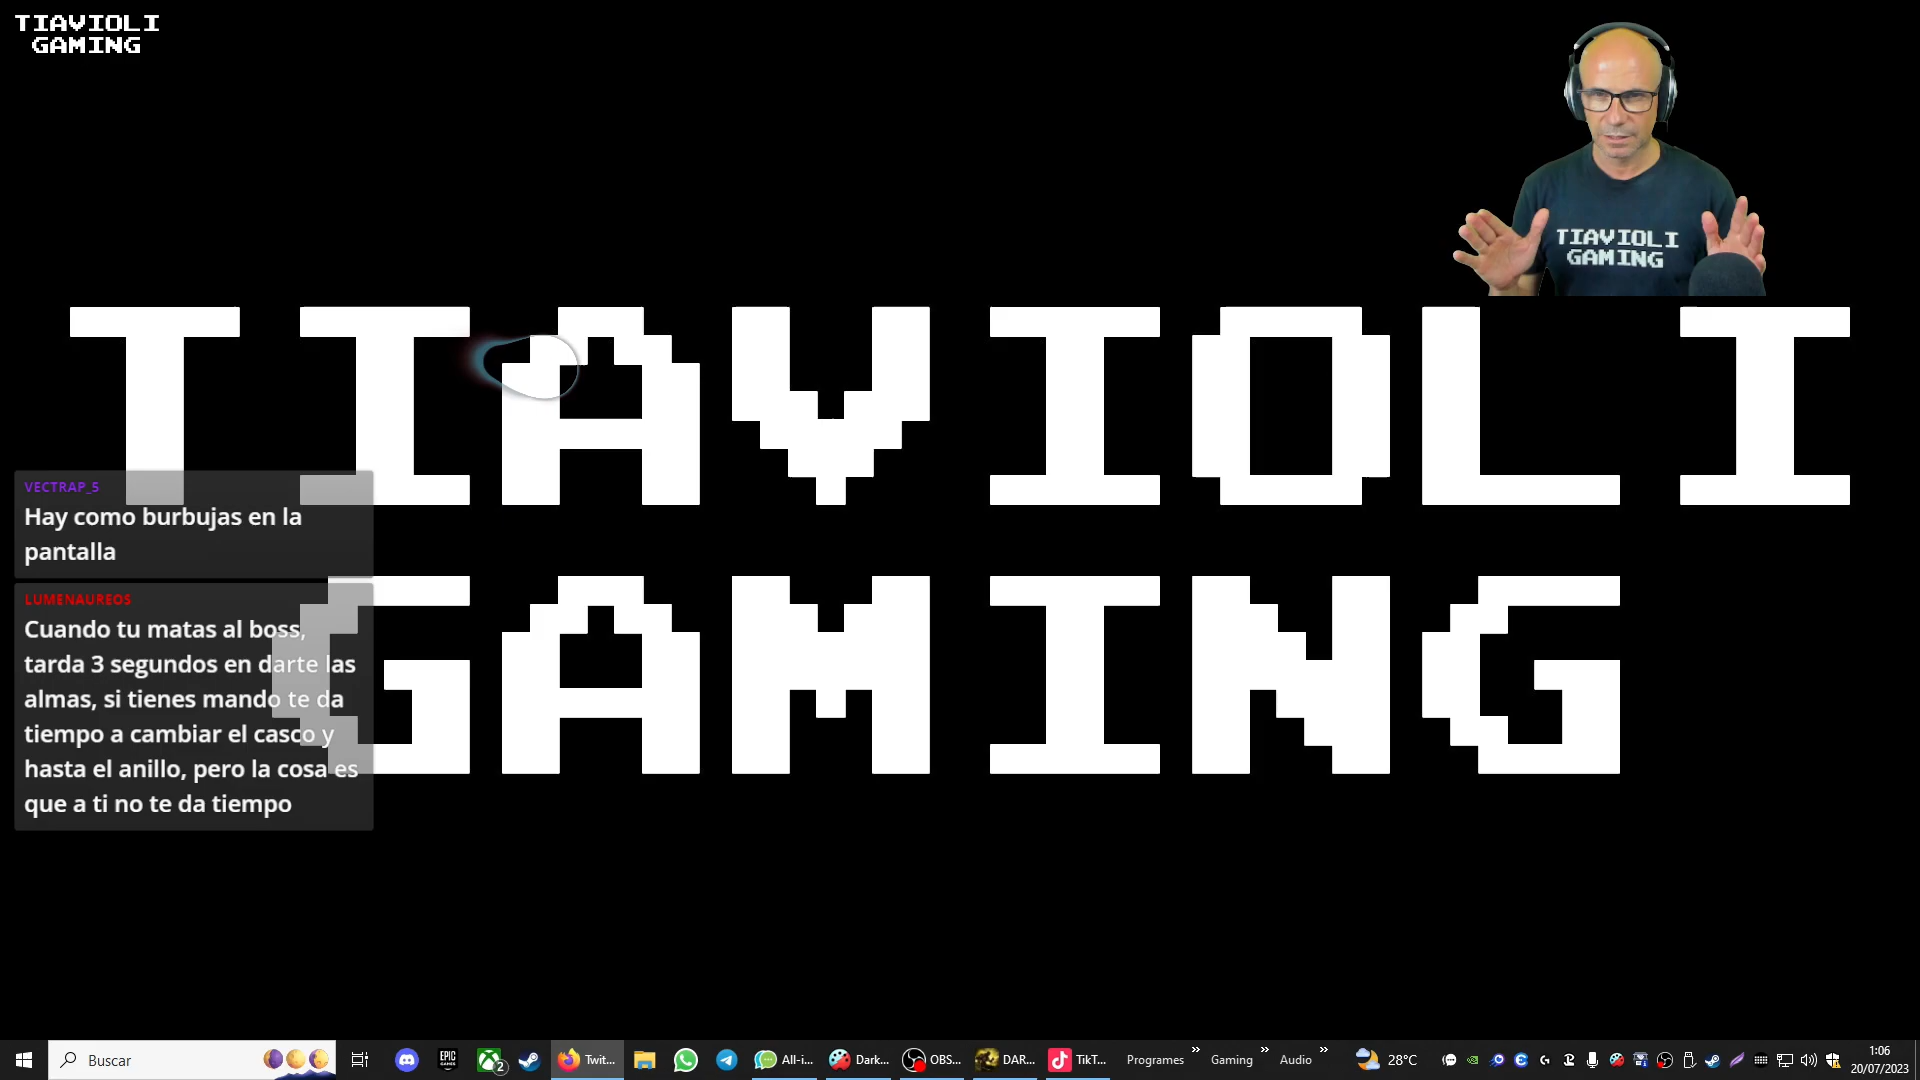 TIAVIOLI
GAMING
TIAVIOLI
GAMING
TIAVIOLI
GAMING
VECTRAP_5
Hay como burbujas en la
pantalla
LUMENAUREOS
Cuando tu matas al boss,
tarda 3 segundos en darte las
almas, si tienes mando te da
tiempo a cambiar el casco y
hasta el anillo, pero la cosa es
que a ti no te da tiempo
Buscar
EPIC
GAMES
2
Twit...
All-i...
Dark...
OBS...
DAR...
TikT...
Programes
Gaming
Audio
28°C
1:06
20/07/2023